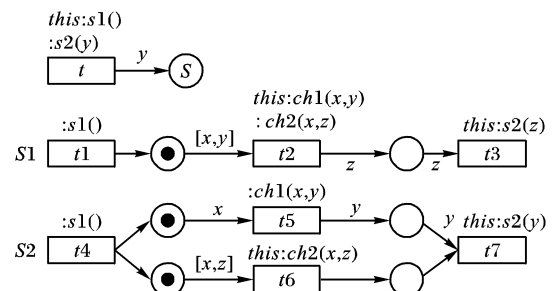 this:s1()
:s2(y)
t y S
this:ch1(x,y)
:ch2(x,z)
:s1() [x,y] this:s2(z)
S1 t1 t2 z z t3
:s1() x :ch1(x,y) y
t5 y this:s2(y)
S2 t4 this:ch2(x,z) t7
[x,z] t6